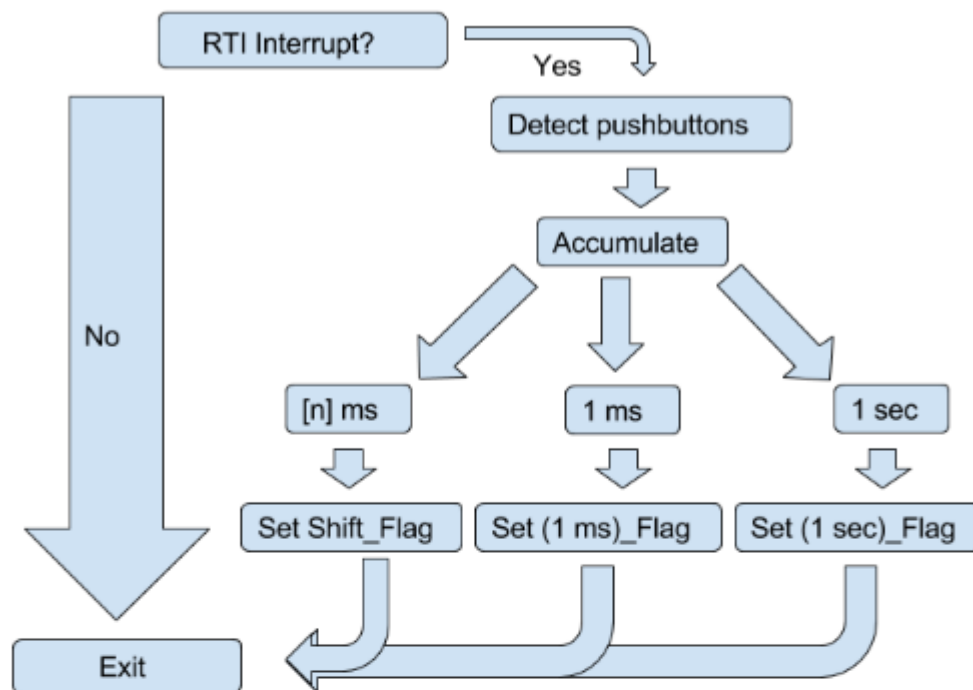 RTI Interrupt?
Yes
Detect pushbuttons
Accumulate
No
[n] ms
1 ms
1 sec
Set Shift_Flag
Set (1 ms)_Flag
Set (1 sec)_Flag
Exit